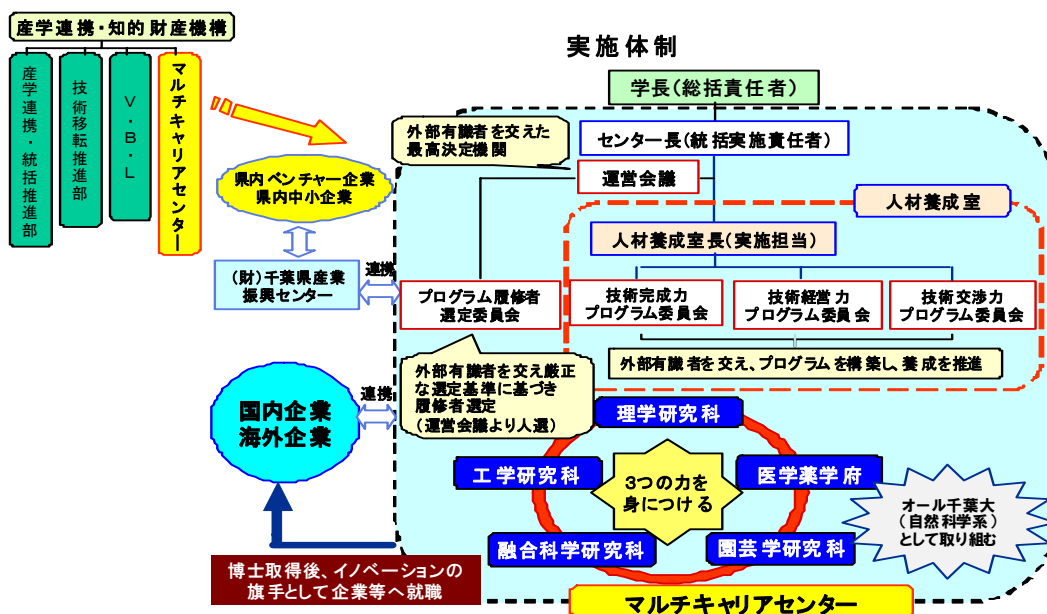 産学連携・知的財産機構
産学連携・統括推進部
技術移転推進部
V・B・L
マルチキャリアセンター
実施体制
学長(総括責任者)
センター長(統括実施責任者)
外部有識者を交えた
最高決定機関
運営会議
人材養成室
人材養成室長(実施担当)
県内ベンチャー企業
県内中小企業
(財)千葉県産業
振興センター
連携
プログラム履修者
選定委員会
技術完成力
プログラム委員会
技術経営力
プログラム委員会
技術交渉力
プログラム委員会
外部有識者を交え、プログラムを構築し、養成を推進
外部有識者を交え厳正
な選定基準に基づき
履修者選定
(運営会議より人選)
連携
国内企業
海外企業
理学研究科
工学研究科
医学薬学府
3つの力を
身につける
融合科学研究科
園芸学研究科
オール千葉大
(自然科学系)
として取り組む
博士取得後、イノベーションの
旗手として企業等へ就職
マルチキャリアセンター